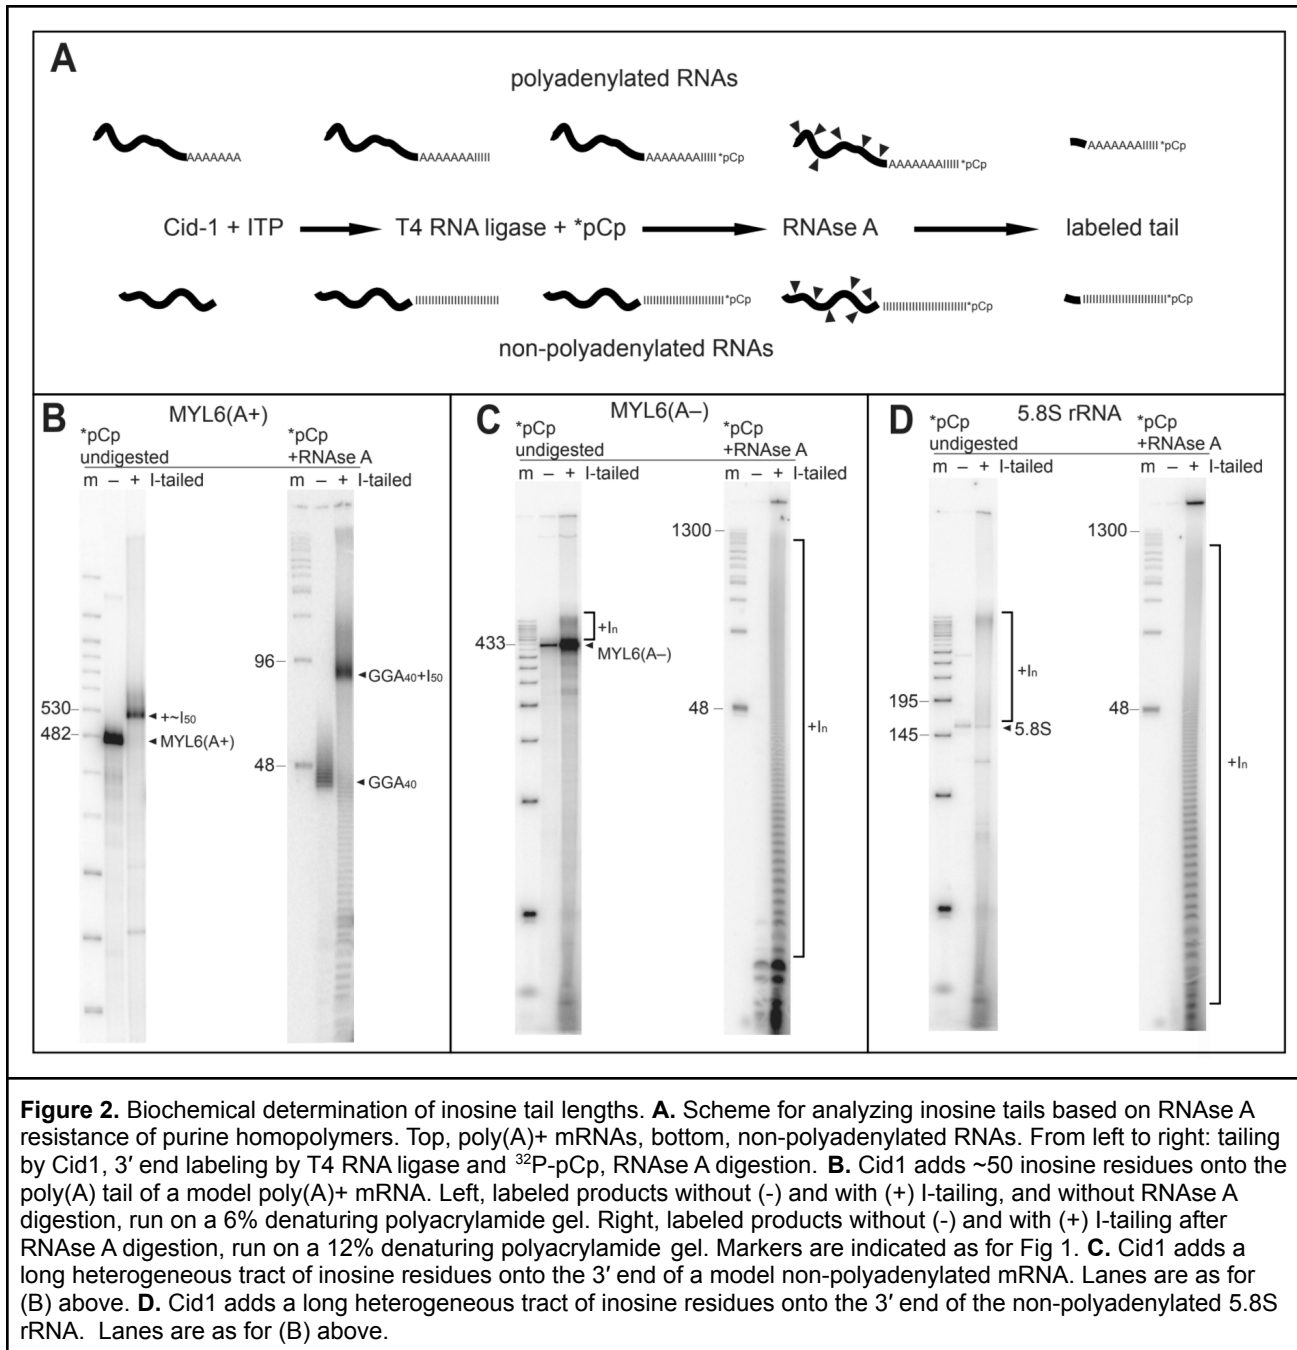 A
polyadenylated RNAs
AAAAAAA
AAAAAAAIIIII
AAAAAAAIIIII*pCp
AAAAAAAIIIII*pCp
AAAAAAAIIIII*pCp
Cid-1 + ITP
T4 RNA ligase + *pCp
RNAse A
labeled tail
*pCp
*pCp
*pCp
*pCp
non-polyadenylated RNAs
B
MYL6(A+)
*pCp
undigested
m – + I-tailed
530
482
+~I50
MYL6(A+)
*pCp
+RNAse A
m – + I-tailed
96
48
GGA40+I50
GGA40
C
MYL6(A–)
*pCp
undigested
m – + I-tailed
433
+In
MYL6(A–)
*pCp
+RNAse A
m – + I-tailed
1300
48
+In
D
5.8S rRNA
*pCp
undigested
m – + I-tailed
195
145
+In
5.8S
*pCp
+RNAse A
m – + I-tailed
1300
48
+In
Figure 2. Biochemical determination of inosine tail lengths. A. Scheme for analyzing inosine tails based on RNAse A
resistance of purine homopolymers. Top, poly(A)+ mRNAs, bottom, non-polyadenylated RNAs. From left to right: tailing
by Cid1, 3′ end labeling by T4 RNA ligase and ³²P-pCp, RNAse A digestion. B. Cid1 adds ~50 inosine residues onto the
poly(A) tail of a model poly(A)+ mRNA. Left, labeled products without (-) and with (+) I-tailing, and without RNAse A
digestion, run on a 6% denaturing polyacrylamide gel. Right, labeled products without (-) and with (+) I-tailing after
RNAse A digestion, run on a 12% denaturing polyacrylamide gel. Markers are indicated as for Fig 1. C. Cid1 adds a
long heterogeneous tract of inosine residues onto the 3′ end of a model non-polyadenylated mRNA. Lanes are as for
(B) above. D. Cid1 adds a long heterogeneous tract of inosine residues onto the 3′ end of the non-polyadenylated 5.8S
rRNA. Lanes are as for (B) above.